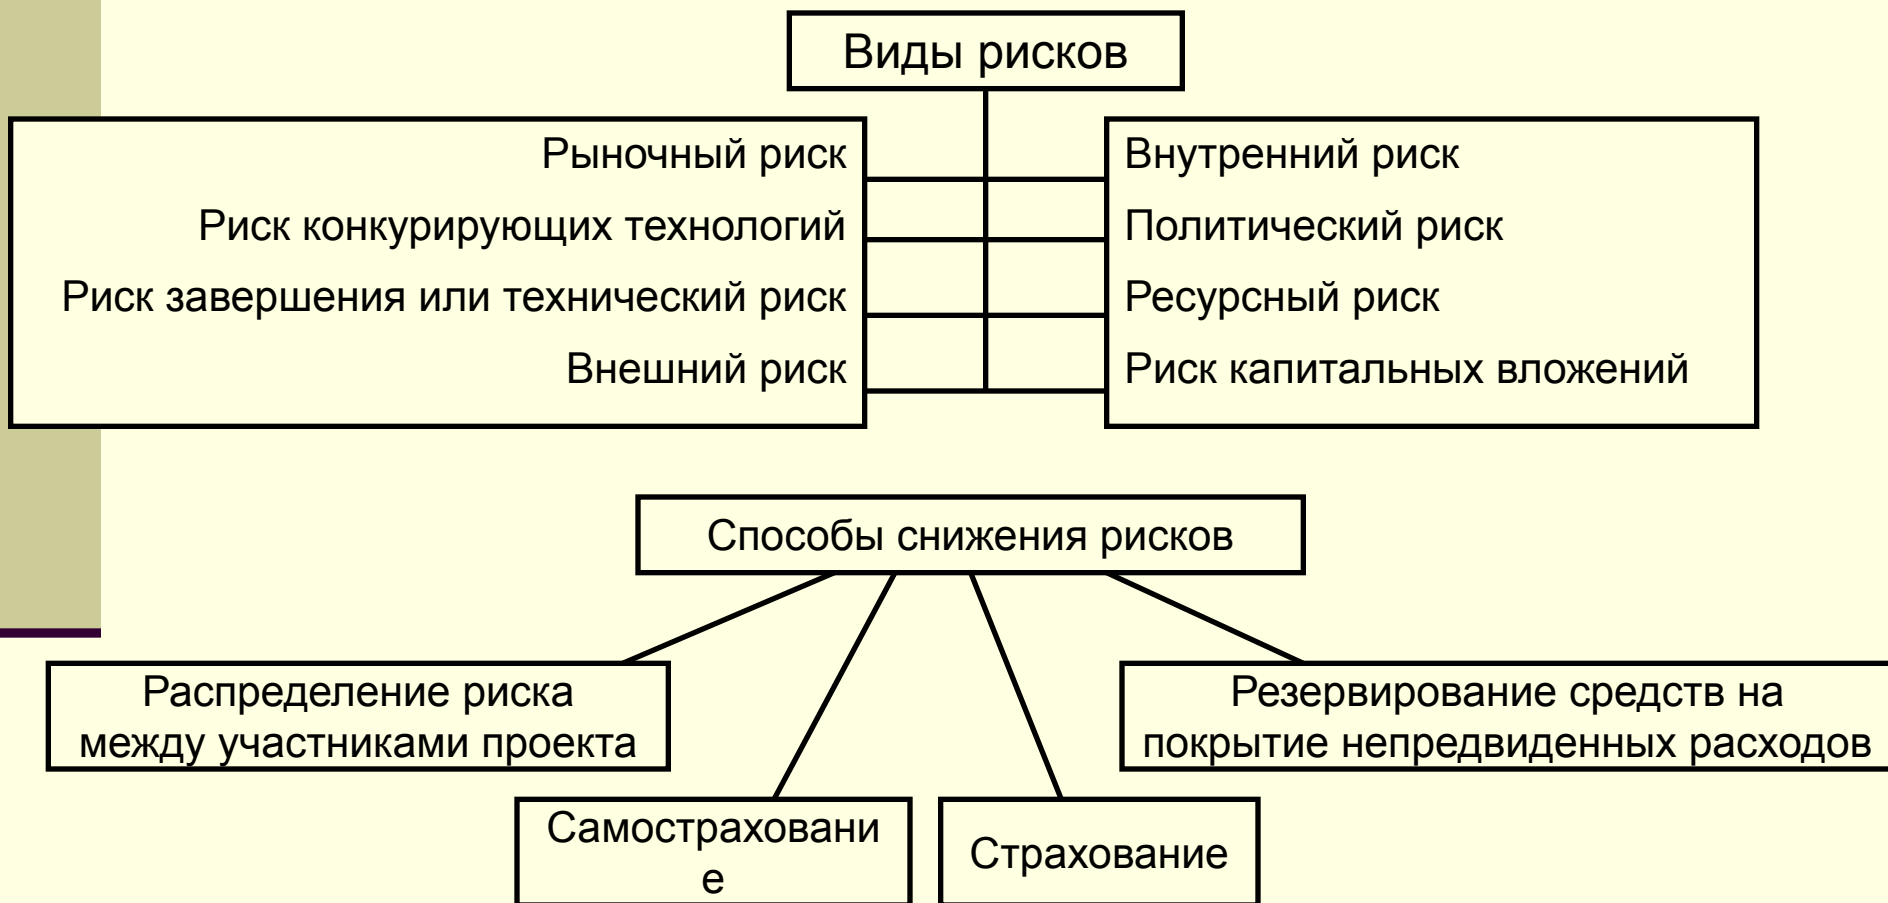 Виды рисков
Рыночный риск
Риск конкурирующих технологий
Риск завершения или технический риск
Внешний риск
Внутренний риск
Политический риск
Ресурсный риск
Риск капитальных вложений
Способы снижения рисков
Распределение риска
между участниками проекта
Резервирование средств на
покрытие непредвиденных расходов
Самостраховани
е
Страхование